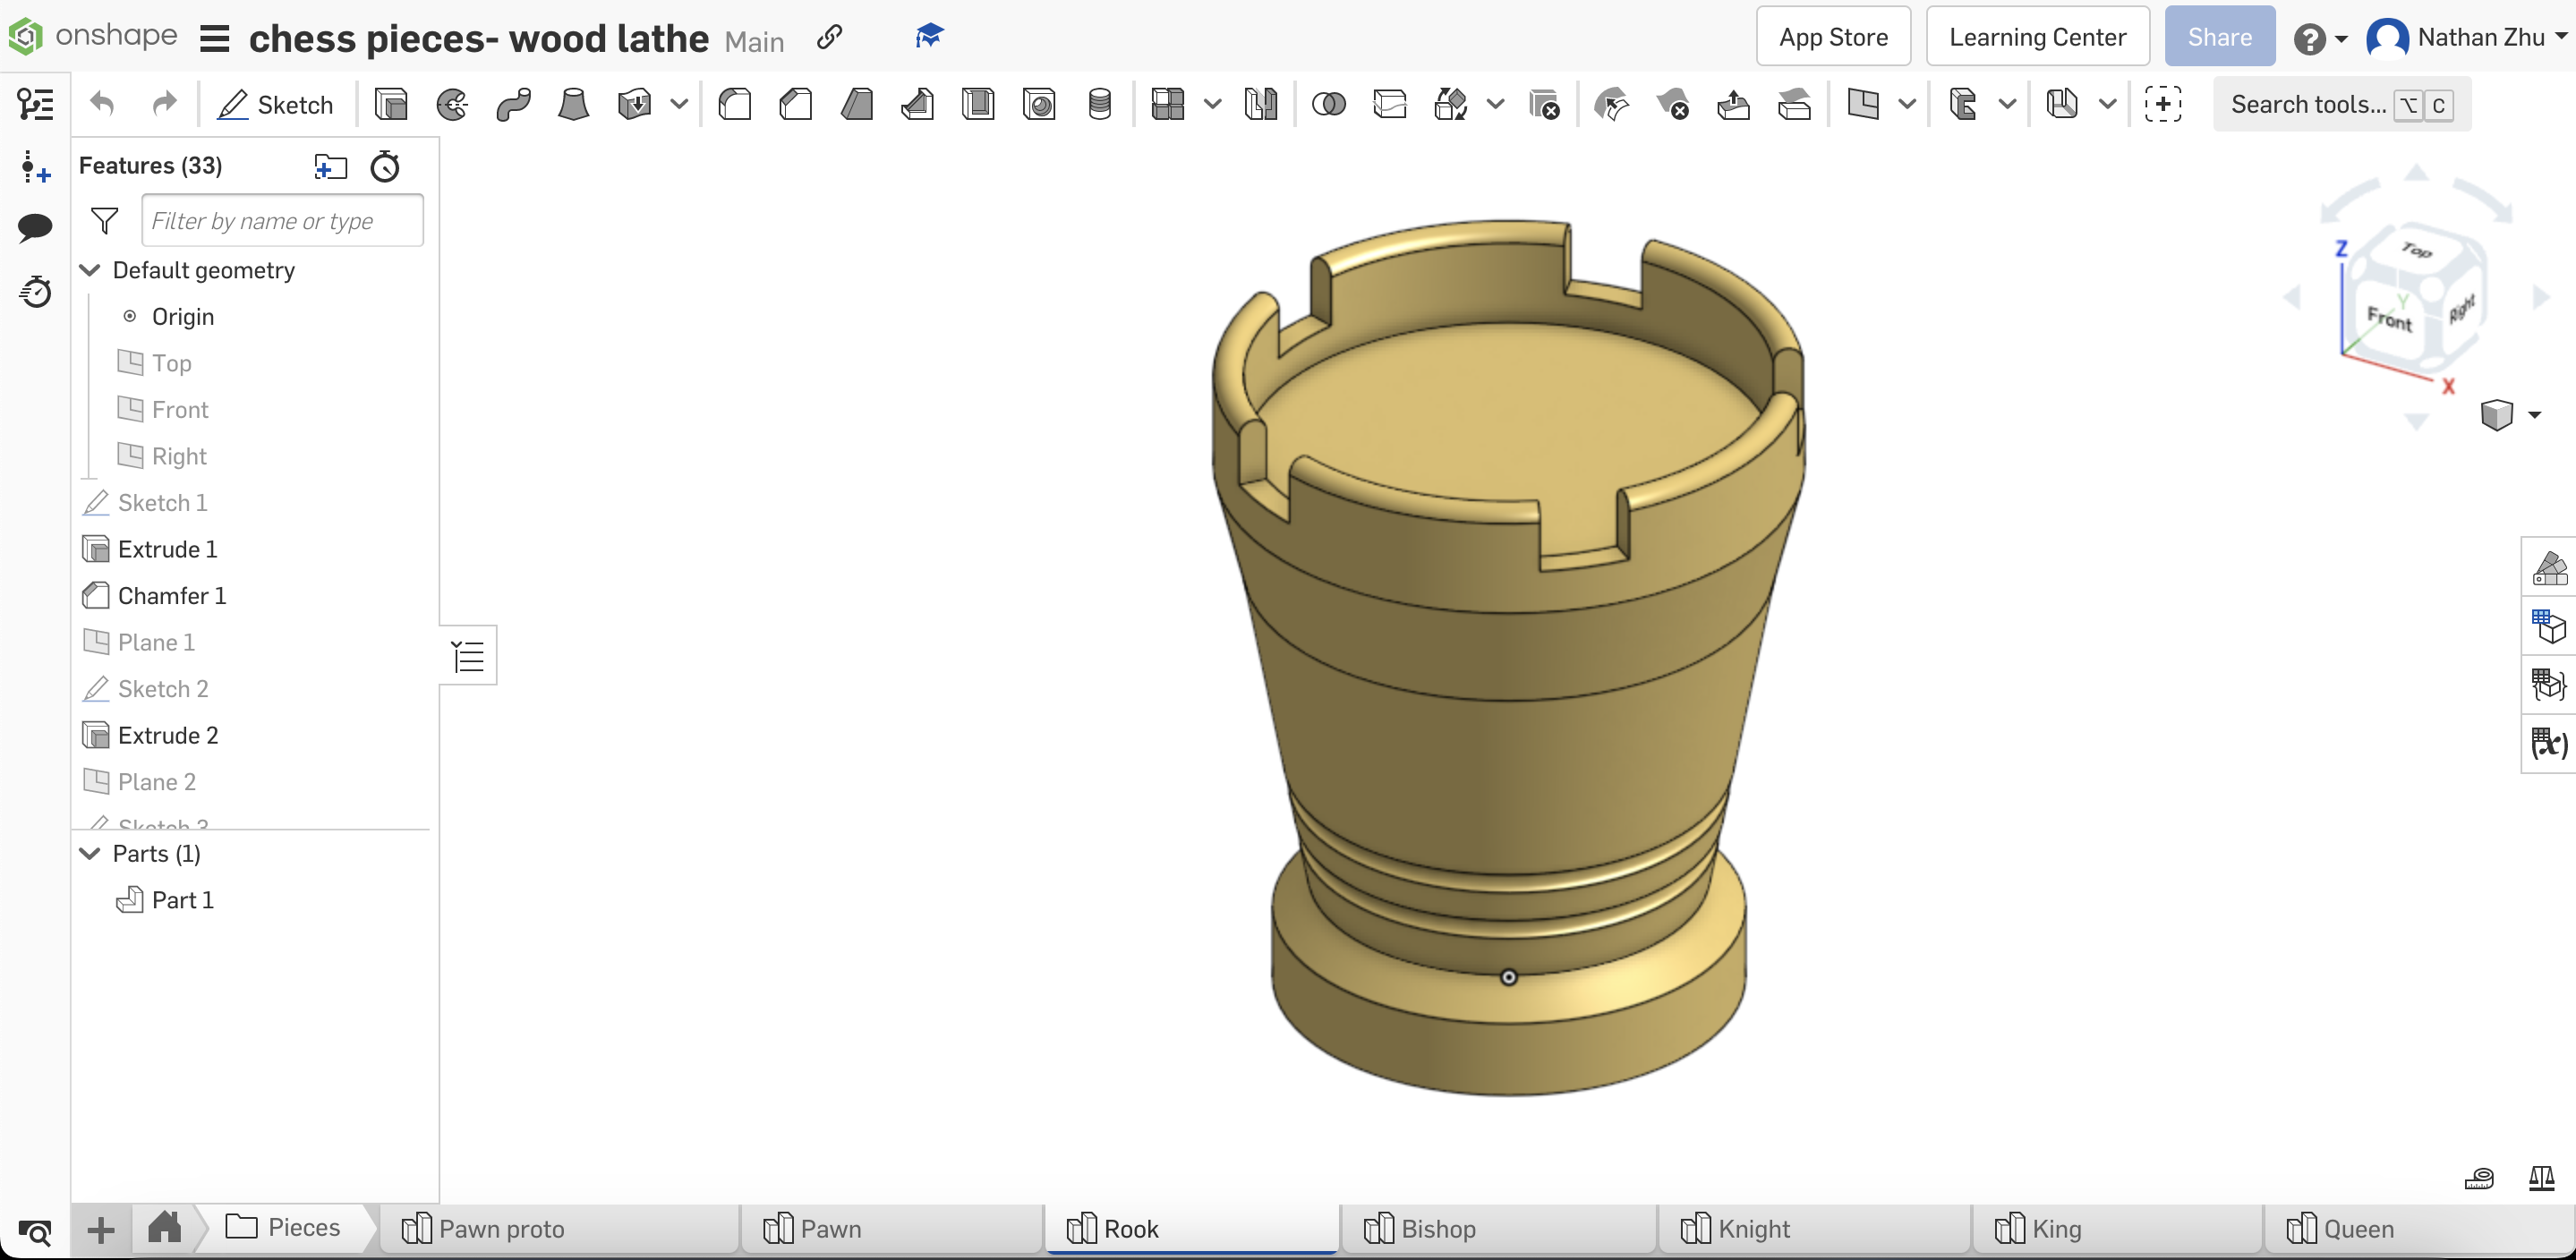 onshape
chess pieces- wood lathe Main
App Store
Learning Center
Share
Nathan Zhu
Sketch
Search tools... ⌥ C
Features (33)
Filter by name or type
Default geometry
Origin
Top
Front
Right
Sketch 1
Extrude 1
Chamfer 1
Plane 1
Sketch 2
Extrude 2
Plane 2
Sketch 3
Parts (1)
Part 1
Z
Top
Y
Front
Right
X
(x)
Pieces
Pawn proto
Pawn
Rook
Bishop
Knight
King
Queen